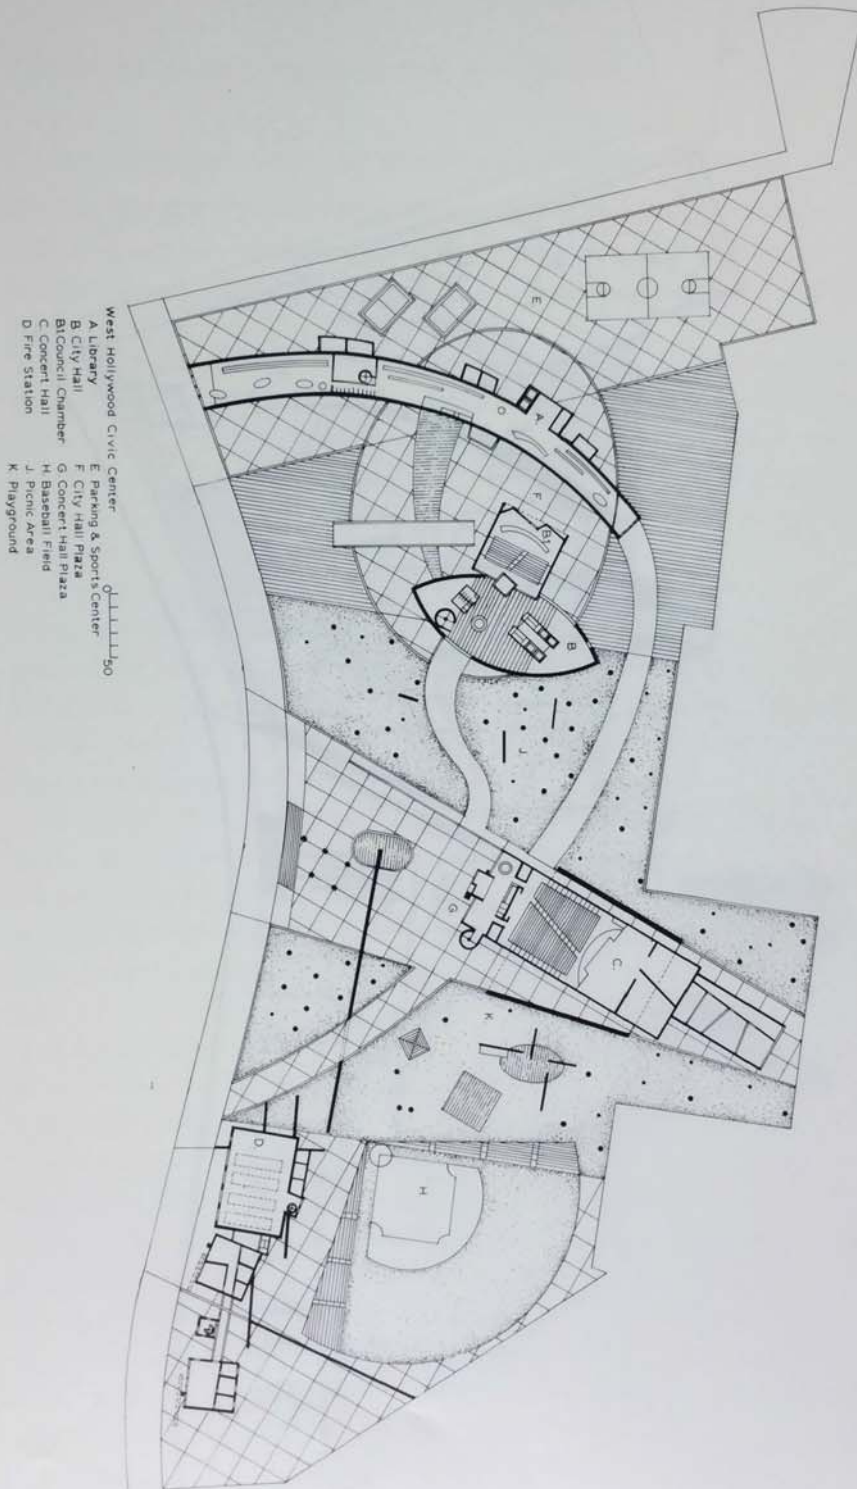 West Hollywood Civic Center
0 50
A Library
B City Hall
B1 Council Chamber
C Concert Hall
D Fire Station
E Parking & Sports Center
F City Hall Plaza
G Concert Hall Plaza
H Baseball Field
J Picnic Area
K Playground
E
A
F
B1
B
J
G
C
K
D
H